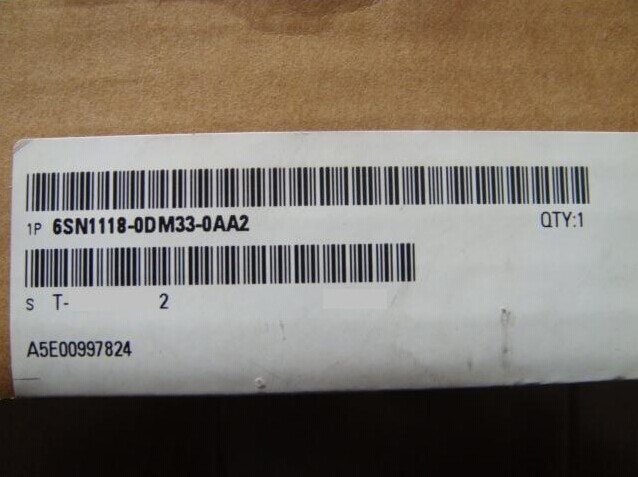 1P 6SN1118-0DM33-0AA2 QTY:1
S T- 2
A5E00997824